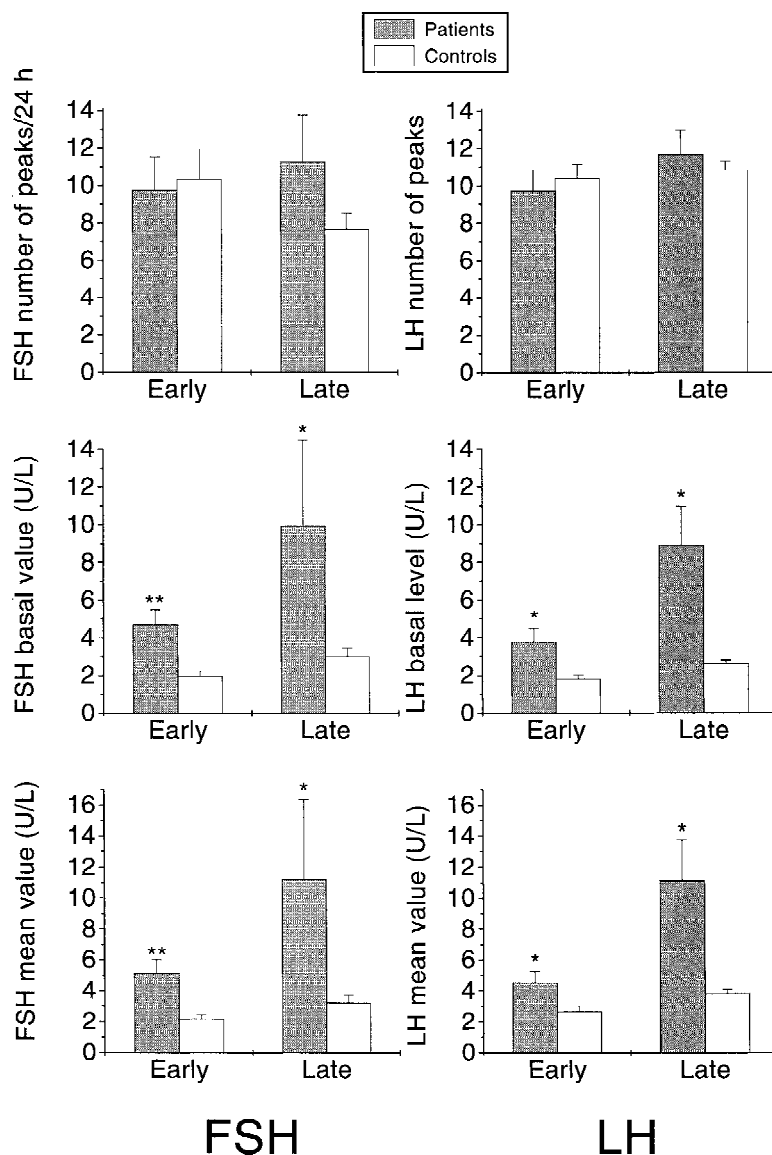 Patients
Controls
FSH number of peaks/24 h
14
12
10
8
6
4
2
0
Early
Late
LH number of peaks
14
12
10
8
6
4
2
0
Early
Late
FSH basal value (U/L)
14
12
10
8
6
4
2
0
**
*
Early
Late
LH basal level (U/L)
14
12
10
8
6
4
2
0
*
*
Early
Late
FSH mean value (U/L)
16
14
12
10
8
6
4
2
0
**
*
Early
Late
LH mean value (U/L)
16
14
12
10
8
6
4
2
0
*
*
Early
Late
FSH
LH